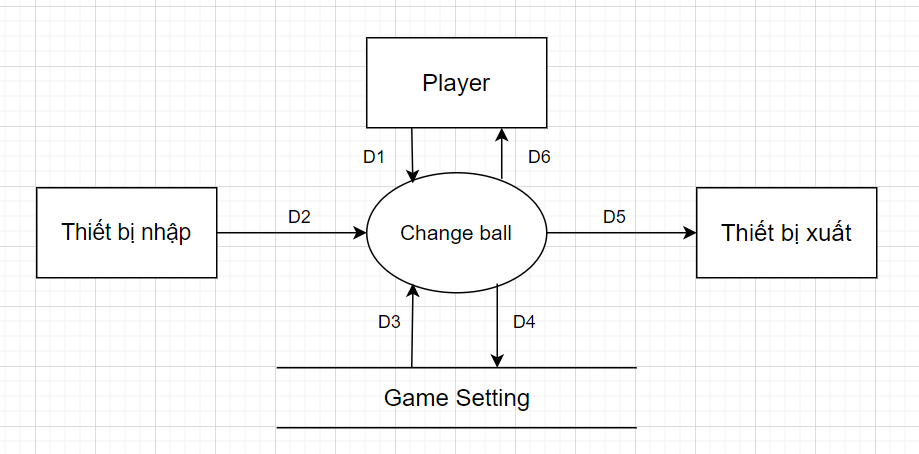 Player
D1
D6
Thiết bị nhập
D2
Change ball
D5
Thiết bị xuất
D3
D4
Game Setting